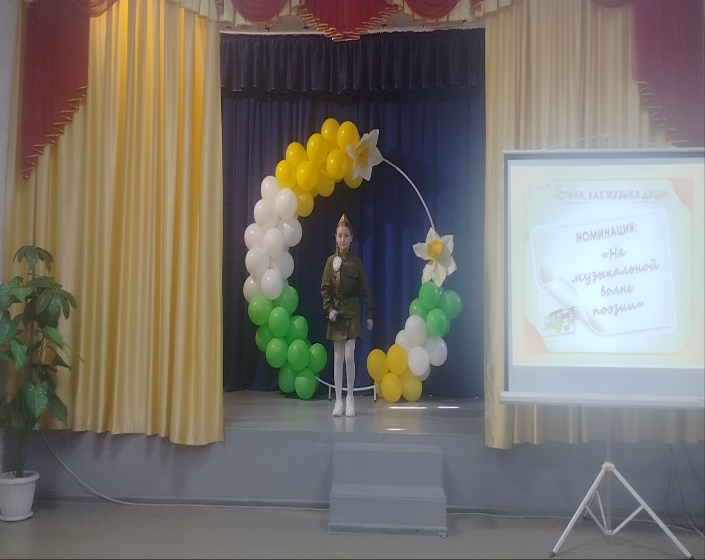 «СТИХИ, КАК МУЗЫКА ДУШИ»
НОМИНАЦИЯ:
«На
музыкальной
волне
поэзии»